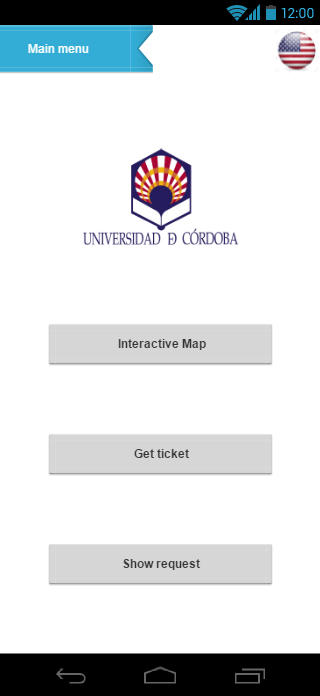 12:00
Main menu
UNIVERSIDAD Ð CÓRDOBA
Interactive Map
Get ticket
Show request